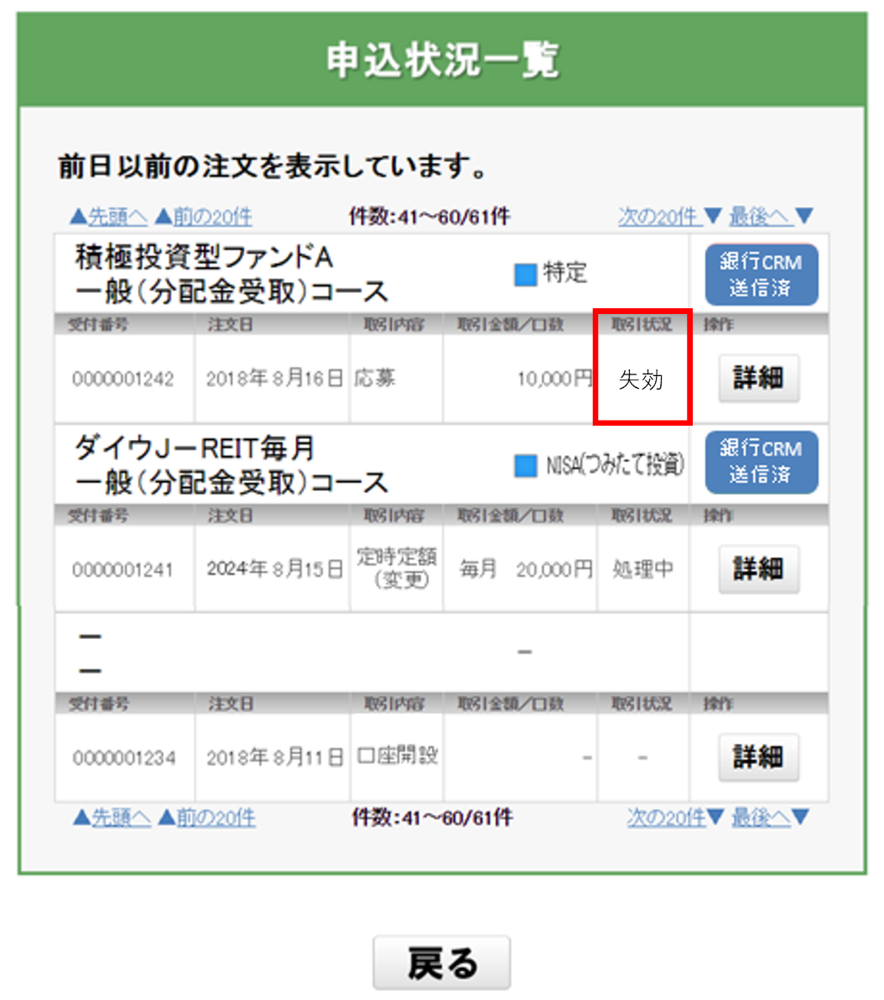 申込状況一覧
前日以前の注文を表示しています。
▲先頭へ ▲前の20件 件数:41～60/61件 次の20件▼ 最後へ▼
積極投資型ファンドA
一般(分配金受取)コース
特定
銀行CRM
送信済
受付番号 注文日 取引内容 取引金額／口数 取引状況 操作
0000001242 2018年8月16日 応募 10,000円 失効 詳細
ダイウJーREIT毎月
一般(分配金受取)コース
NISA(つみたて投資)
銀行CRM
送信済
受付番号 注文日 取引内容 取引金額／口数 取引状況 操作
0000001241 2024年8月15日 定時定額
(変更)
毎月 20,000円 処理中 詳細
ー
ー
－
受付番号 注文日 取引内容 取引金額／口数 取引状況 操作
0000001234 2018年8月11日 口座開設 － － 詳細
▲先頭へ ▲前の20件 件数:41～60/61件 次の20件▼ 最後へ▼
戻る